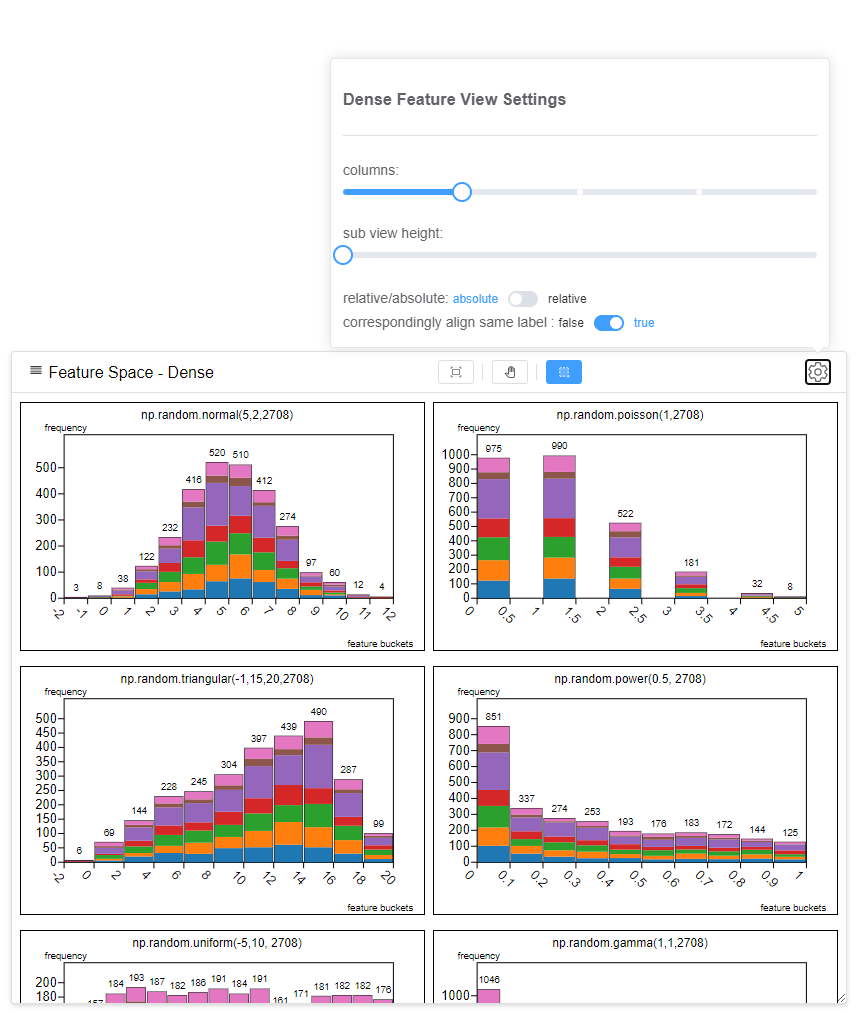 Dense Feature View Settings
columns:
sub view height:
relative/absolute: absolute relative
correspondingly align same label : false true
Feature Space - Dense
np.random.normal(5,2,2708)
frequency
520 510
500
416 412
400
300
274
232
200
122
100
97
60
38
3 8 12 4
0
-2 -1 0 1 2 3 4 5 6 7 8 9 10 11 12
feature buckets
np.random.poisson(1,2708)
frequency
975 990
1000
900
800
700
600
522
500
400
300
200
181
100
32 8
0
0 0.5 1 1.5 2 2.5 3 3.5 4 4.5 5
feature buckets
np.random.triangular(-1,15,20,2708)
frequency
490
500
439
450
397
400
350
304
300
287
245
228
250
200
144
150
99
100
69
50
6
0
-2 0 2 4 6 8 10 12 14 16 18 20
feature buckets
np.random.power(0.5, 2708)
frequency
851
900
800
700
600
500
400
337
300
274 253
193 176 183 172 144 125
200
100
0
0 0.1 0.2 0.3 0.4 0.5 0.6 0.7 0.8 0.9 1
feature buckets
np.random.uniform(-5,10, 2708)
frequency
200
180
157 184 193 187 182 186 191 184 191 161 171 181 182 182 176
np.random.gamma(1,1,2708)
frequency
1046
1000